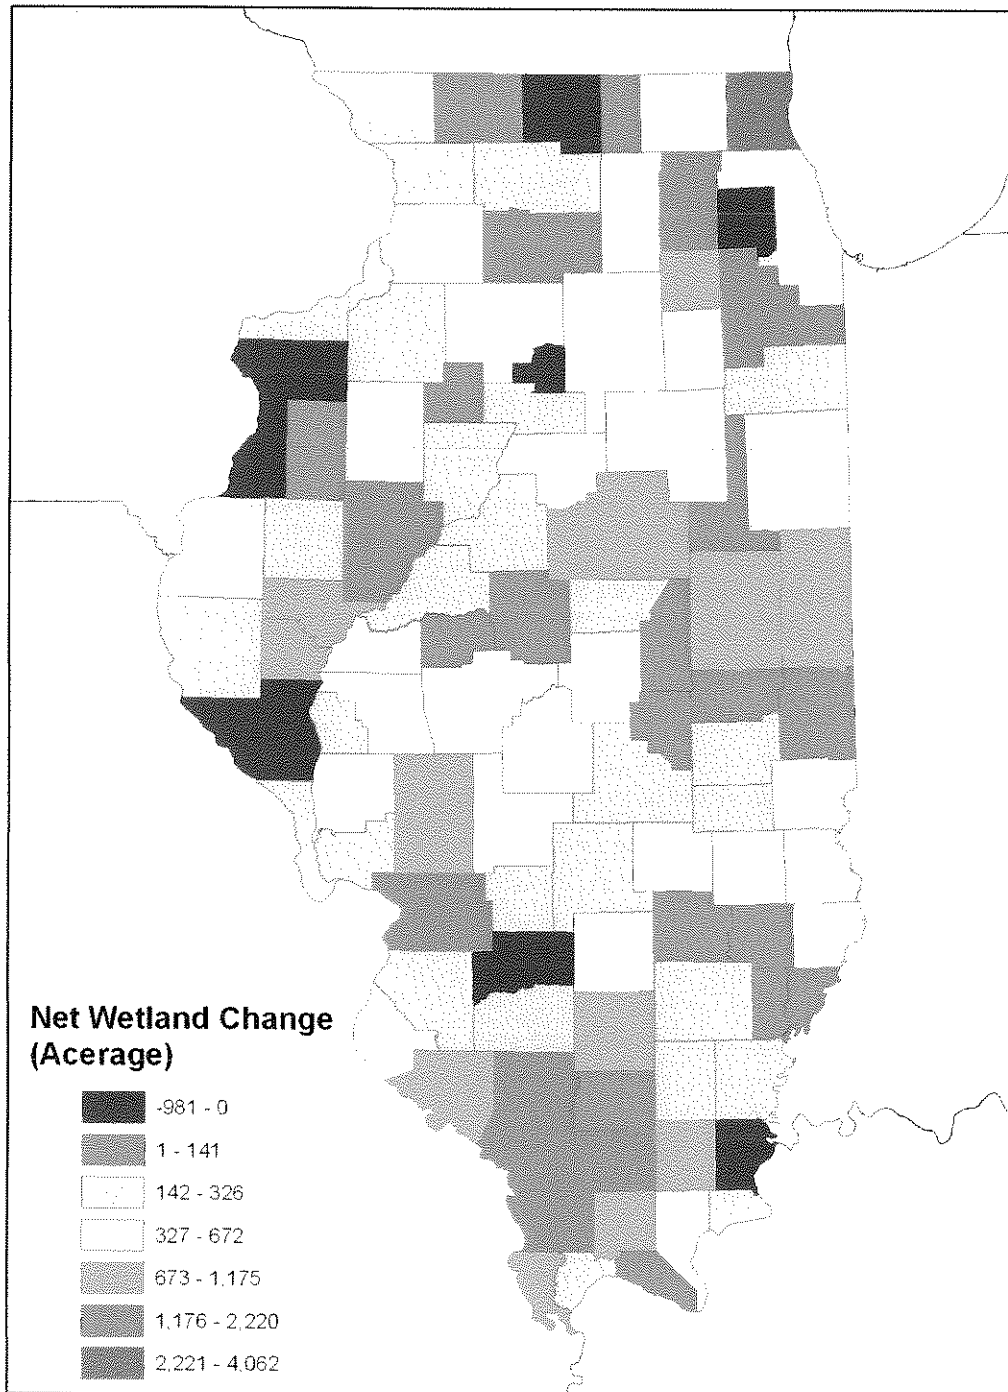 Net Wetland Change
(Acerage)
-981 - 0
1 - 141
142 - 326
327 - 672
673 - 1,175
1,176 - 2,220
2,221 - 4,062